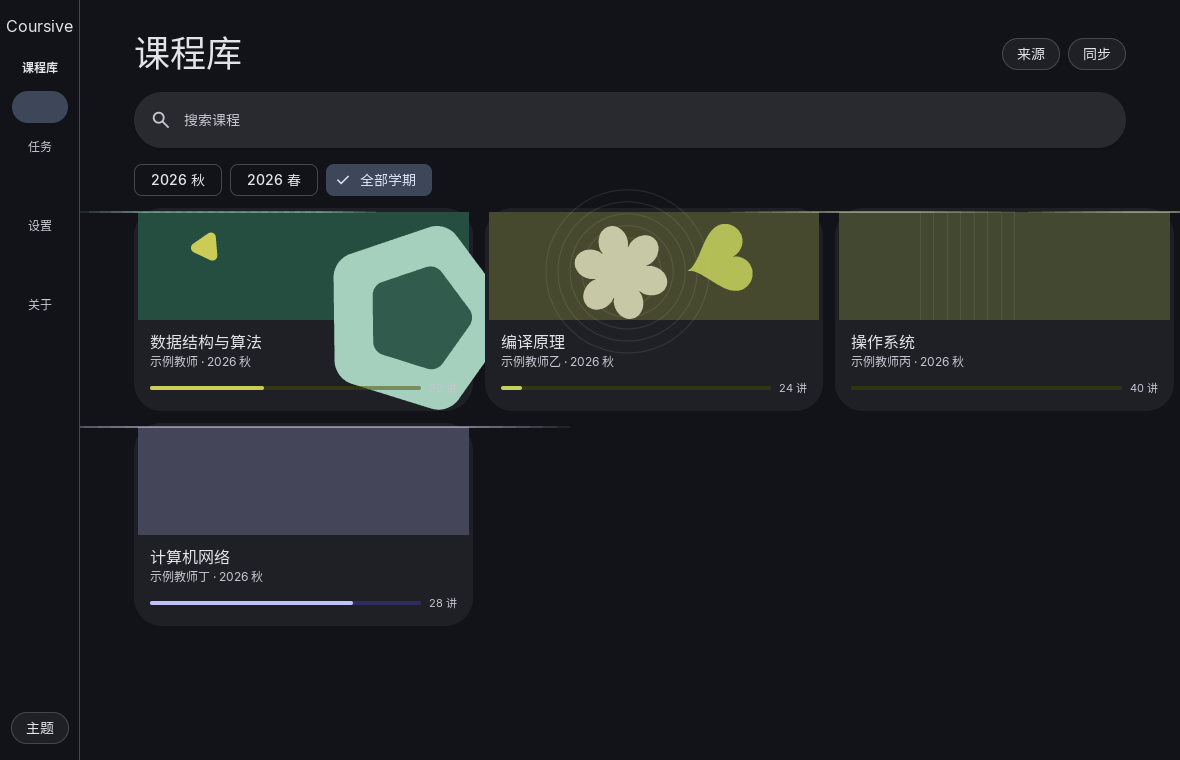 Coursive
课程库
任务
设置
关于
主题
课程库
来源
同步
搜索课程
2026 秋
2026 春
全部学期
数据结构与算法
示例教师 · 2026 秋
编译原理
示例教师乙 · 2026 秋
24 讲
操作系统
示例教师丙 · 2026 秋
40 讲
计算机网络
示例教师丁 · 2026 秋
28 讲